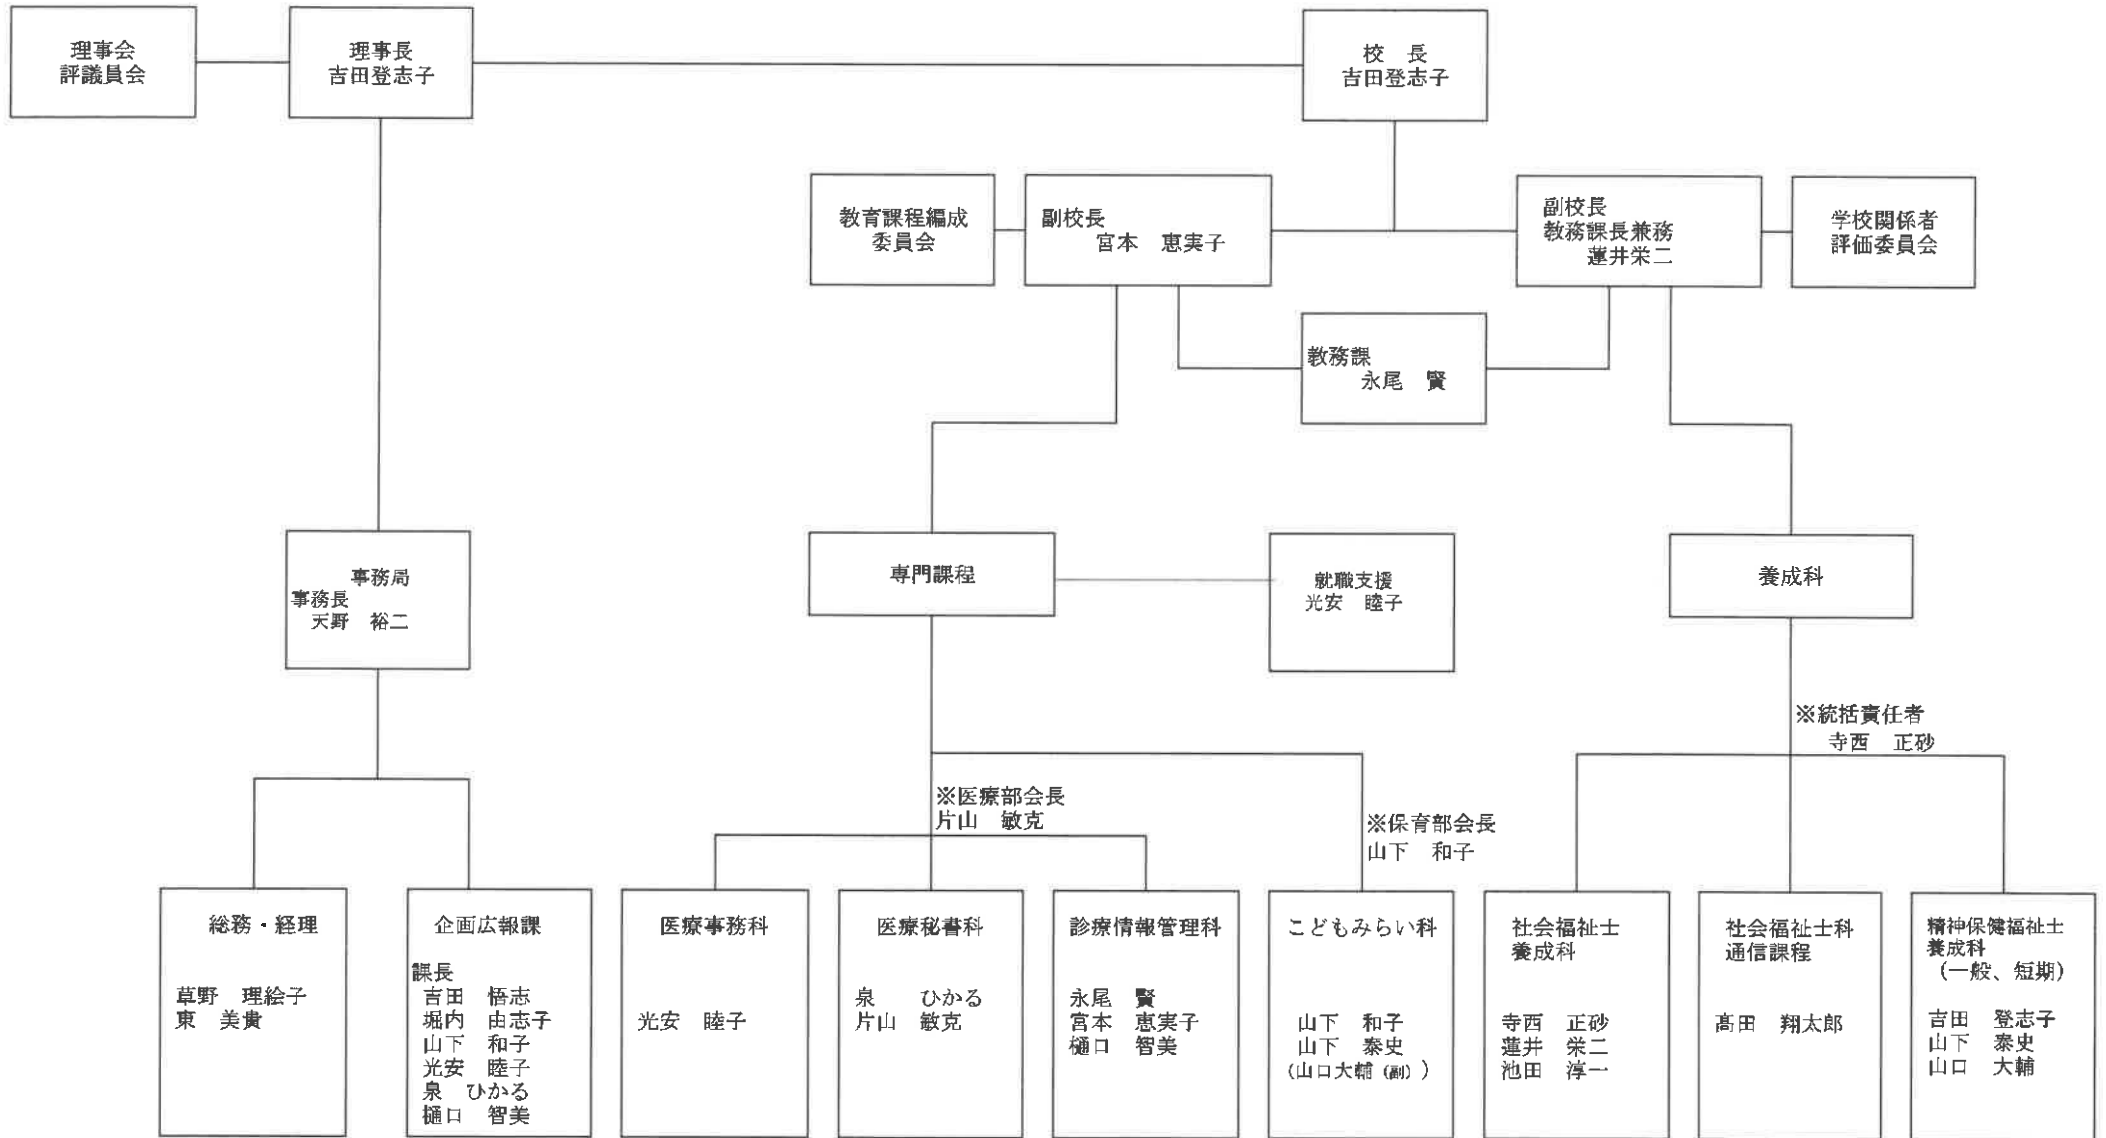 理事会
評議員会
理事長
吉田登志子
校　長
吉田登志子
教育課程編成
委員会
副校長
宮本　恵実子
副校長
教務課長兼務
蓮井栄二
学校関係者
評価委員会
教務課
永尾　賢
事務局
事務長
天野　裕二
専門課程
就職支援
光安　睦子
養成科
※統括責任者
寺西　正砂
※医療部会長
片山　敏克
※保育部会長
山下　和子
総務・経理
草野　理絵子
東　美貴
企画広報課
課長
吉田　悟志
堀内　由志子
山下　和子
光安　睦子
泉　ひかる
樋口　智美
医療事務科
光安　睦子
医療秘書科
泉　　ひかる
片山　敏克
診療情報管理科
永尾　賢
宮本　恵実子
樋口　智美
こどもみらい科
山下　和子
山下　泰史
(山口大輔（副））
社会福祉士
養成科
寺西　正砂
蓮井　栄二
池田　淳一
社会福祉士科
通信課程
髙田　翔太郎
精神保健福祉士
養成科
（一般、短期）
吉田　登志子
山下　泰史
山口　大輔